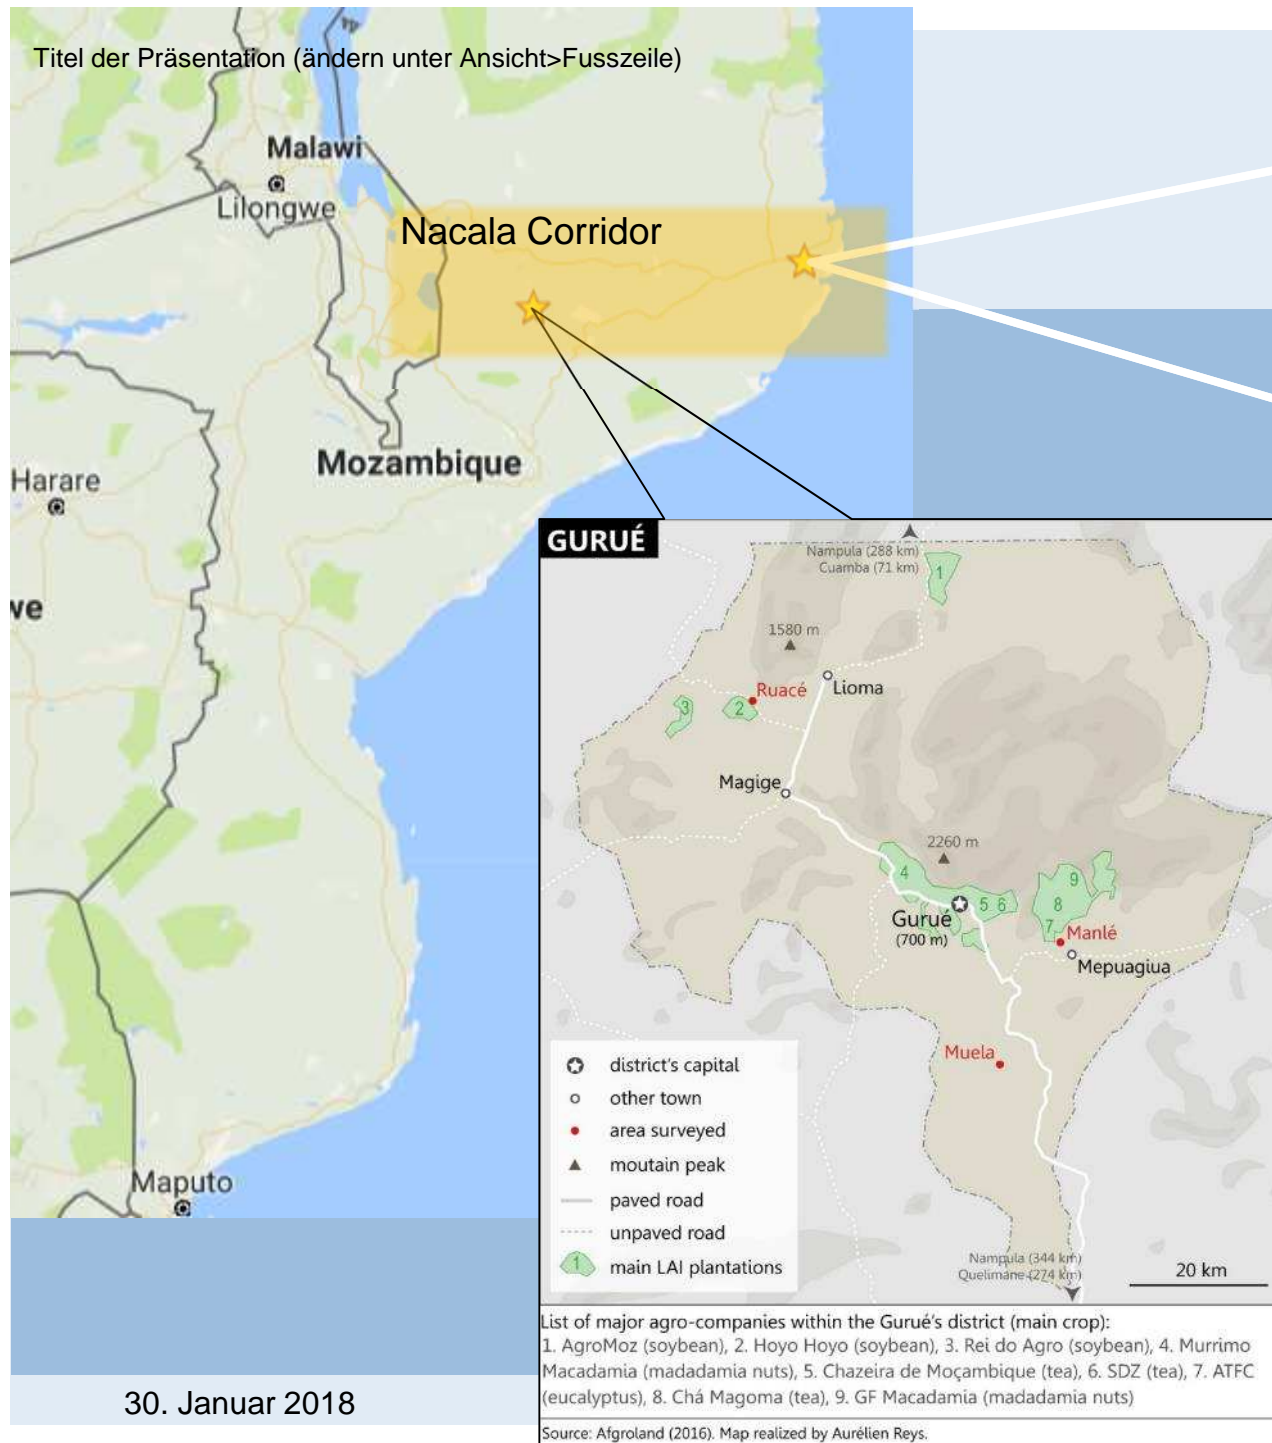 Titel der Präsentation (ändern unter Ansicht>Fusszeile)
Malawi
Lilongwe
Nacala Corridor
Mozambique
Harare
we
Maputo
30. Januar 2018
GURUÉ
Nampula (288 km)
Cuamba (71 km)
1
1580 m
Ruacé
Lioma
3
2
Magige
2260 m
4
9
5 6
8
Gurué
(700 m)
7
Manlé
Mepuagiua
Muela
district's capital
other town
area surveyed
moutain peak
paved road
unpaved road
1 main LAI plantations
Nampula (344 km)
Quelimane (274 km)
20 km
List of major agro-companies within the Gurué's district (main crop):
1. AgroMoz (soybean), 2. Hoyo Hoyo (soybean), 3. Rei do Agro (soybean), 4. Murrimo
Macadamia (madadamia nuts), 5. Chazeira de Moçambique (tea), 6. SDZ (tea), 7. ATFC
(eucalyptus), 8. Chá Magoma (tea), 9. GF Macadamia (madadamia nuts)
Source: Afgroland (2016). Map realized by Aurélien Reys.